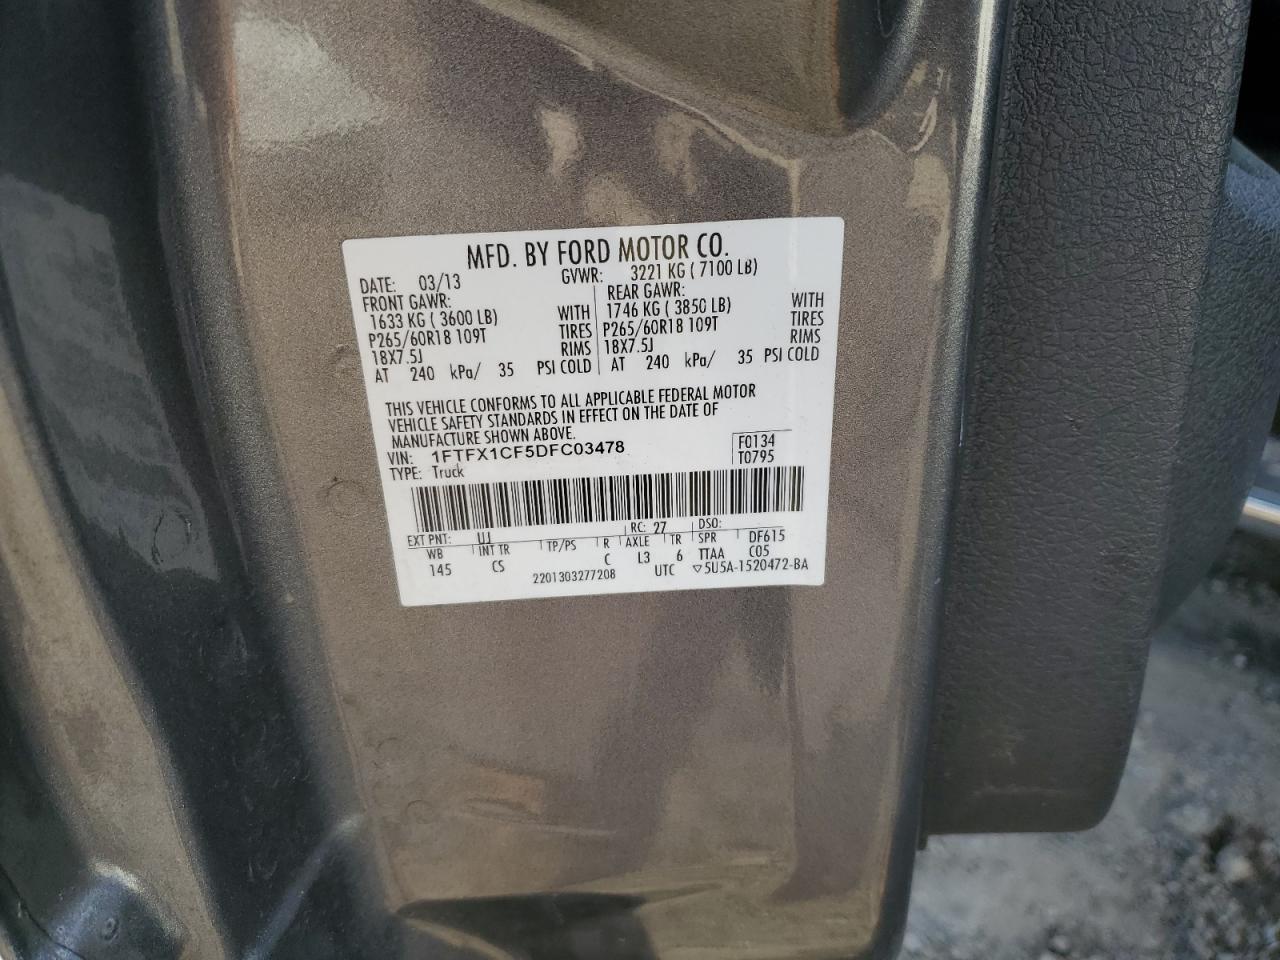 MFD. BY FORD MOTOR CO.
DATE: 03/13 GVWR: 3221 KG ( 7100 LB)
FRONT GAWR: REAR GAWR:
1633 KG ( 3600 LB) WITH 1746 KG ( 3850 LB) WITH
P265/60R18 109T TIRES P265/60R18 109T TIRES
18X7.5J RIMS 18X7.5J RIMS
AT 240 kPa/ 35 PSI COLD AT 240 kPa/ 35 PSI COLD
THIS VEHICLE CONFORMS TO ALL APPLICABLE FEDERAL MOTOR
VEHICLE SAFETY STANDARDS IN EFFECT ON THE DATE OF
MANUFACTURE SHOWN ABOVE.
VIN: 1FTFX1CF5DFC03478 F0134
TYPE: Truck T0795
EXT PNT: UJ RC: 27 DSO:
WB INT TR TP/PS R AXLE TR SPR DF615
145 CS C L3 6 TTAA C05
2201303277208 UTC ▽5U5A-1520472-BA